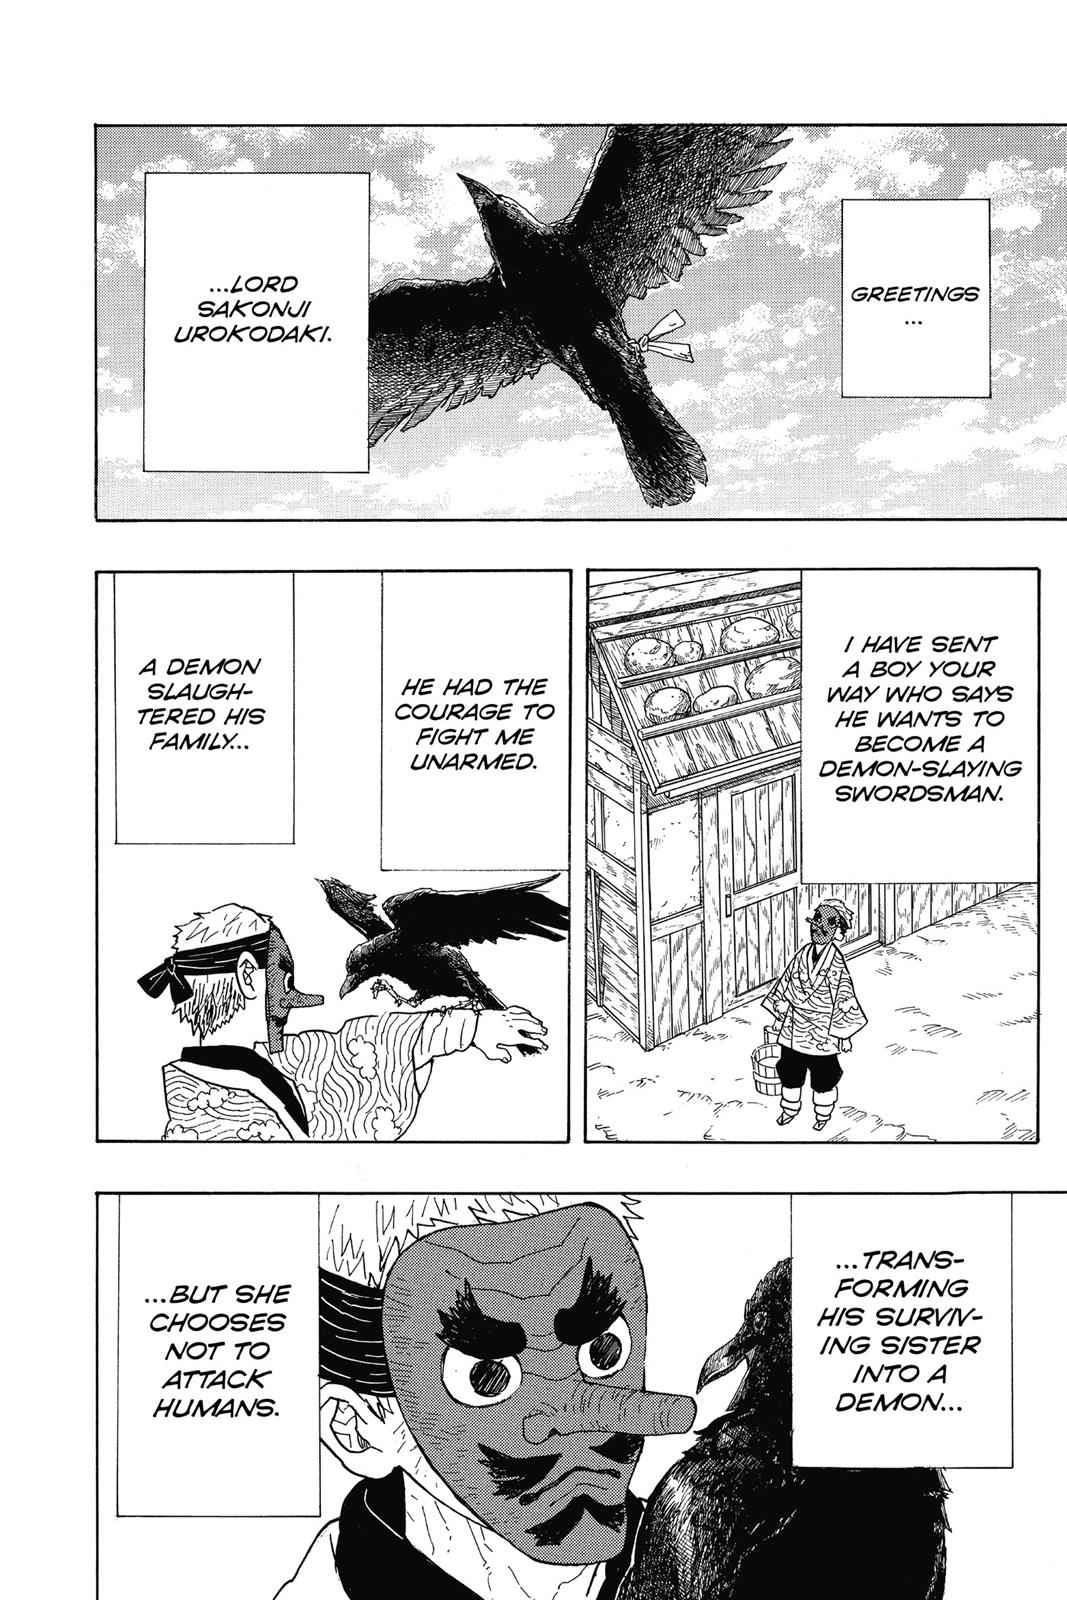 GREETINGS
...
...LORD
SAKONJI
UROKODAKI.
I HAVE SENT
A BOY YOUR
WAY WHO SAYS
HE WANTS TO
BECOME A
DEMON-SLAYING
SWORDSMAN.
HE HAD THE
COURAGE TO
FIGHT ME
UNARMED.
A DEMON
SLAUGH-
TERED HIS
FAMILY...
...TRANS-
FORMING
HIS SURVIV-
ING SISTER
INTO A
DEMON...
...BUT SHE
CHOOSES
NOT TO
ATTACK
HUMANS.